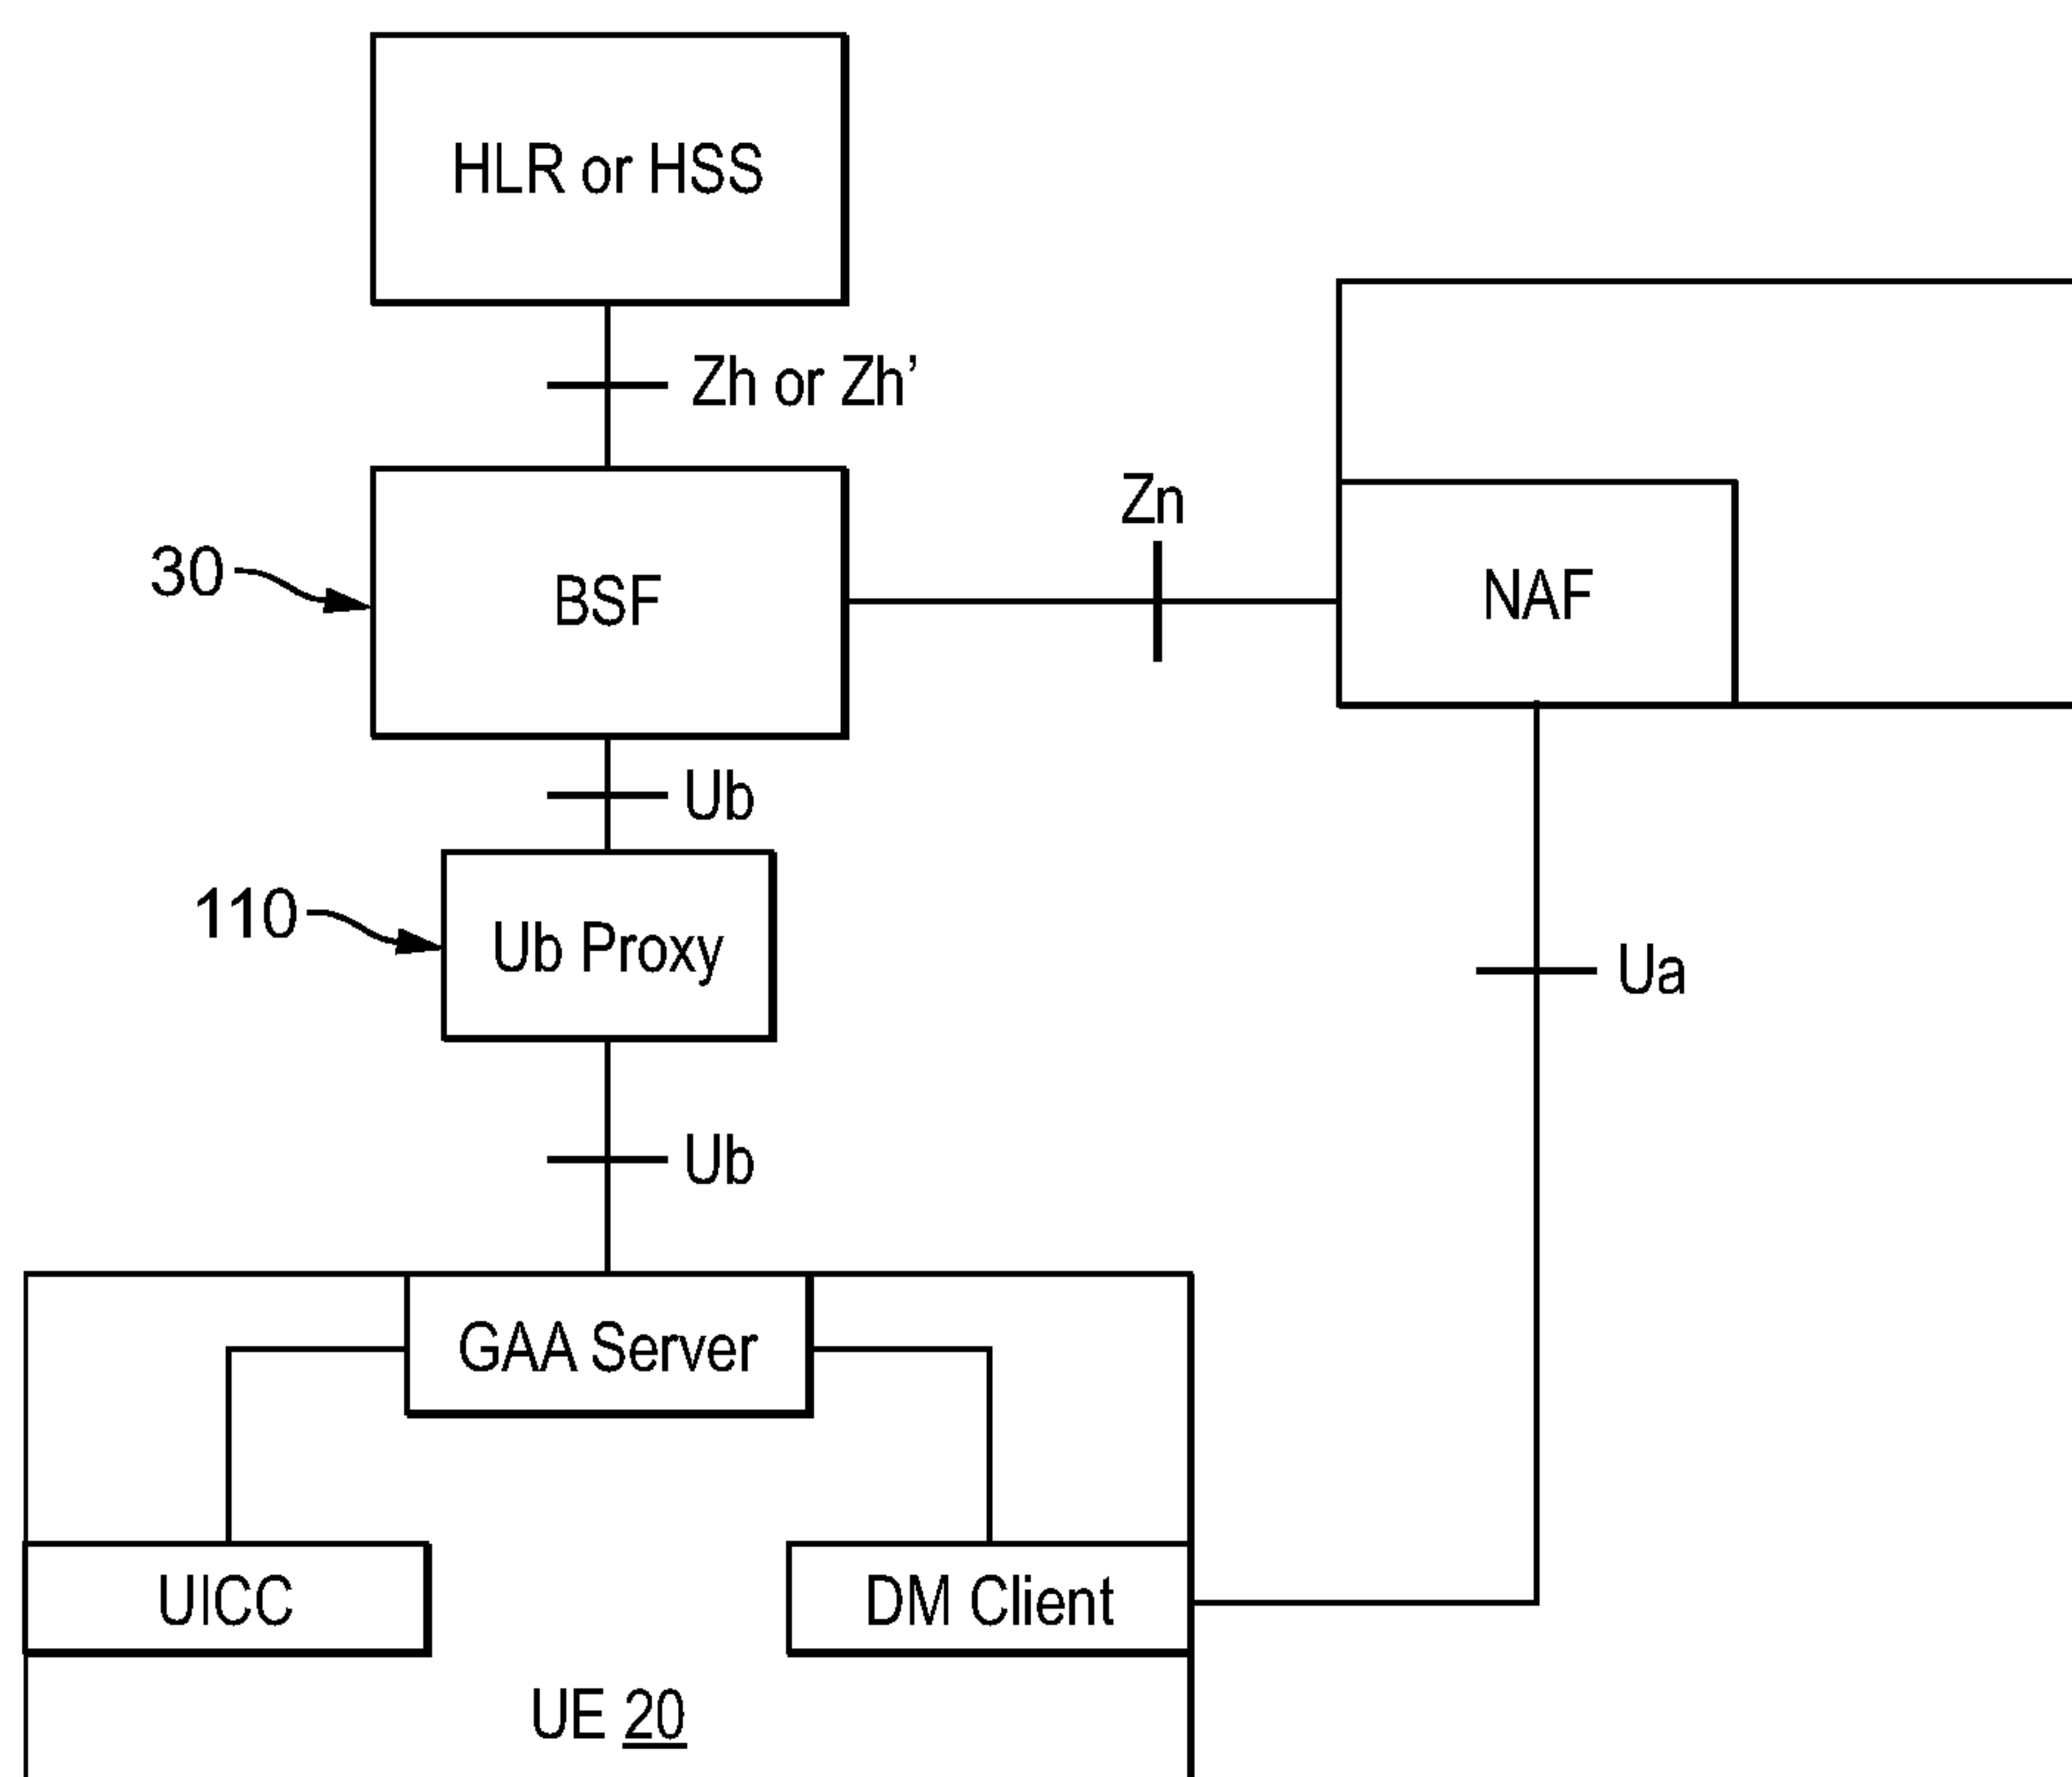 HLR or HSS
Zh or Zh’
Zn
30
BSF
NAF
Ub
110
Ub Proxy
Ua
Ub
GAA Server
UICC
DM Client
UE 20